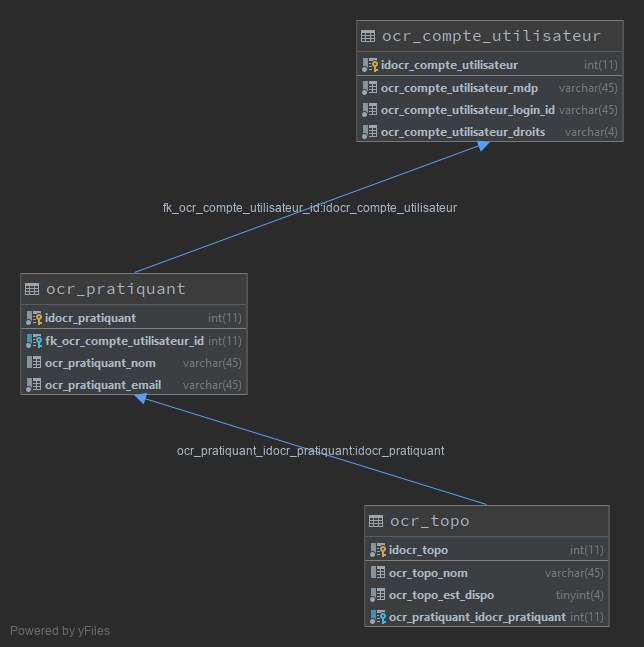 ocr_compte_utilisateur
idocr_compte_utilisateur int(11)
ocr_compte_utilisateur_mdp varchar(45)
ocr_compte_utilisateur_login_id varchar(45)
ocr_compte_utilisateur_droits varchar(4)
fk_ocr_compte_utilisateur_id:idocr_compte_utilisateur
ocr_pratiquant
idocr_pratiquant int(11)
fk_ocr_compte_utilisateur_id int(11)
ocr_pratiquant_nom varchar(45)
ocr_pratiquant_email varchar(45)
ocr_pratiquant_idocr_pratiquant:idocr_pratiquant
ocr_topo
idocr_topo int(11)
ocr_topo_nom varchar(45)
ocr_topo_est_dispo tinyint(4)
ocr_pratiquant_idocr_pratiquant int(11)
Powered by yFiles